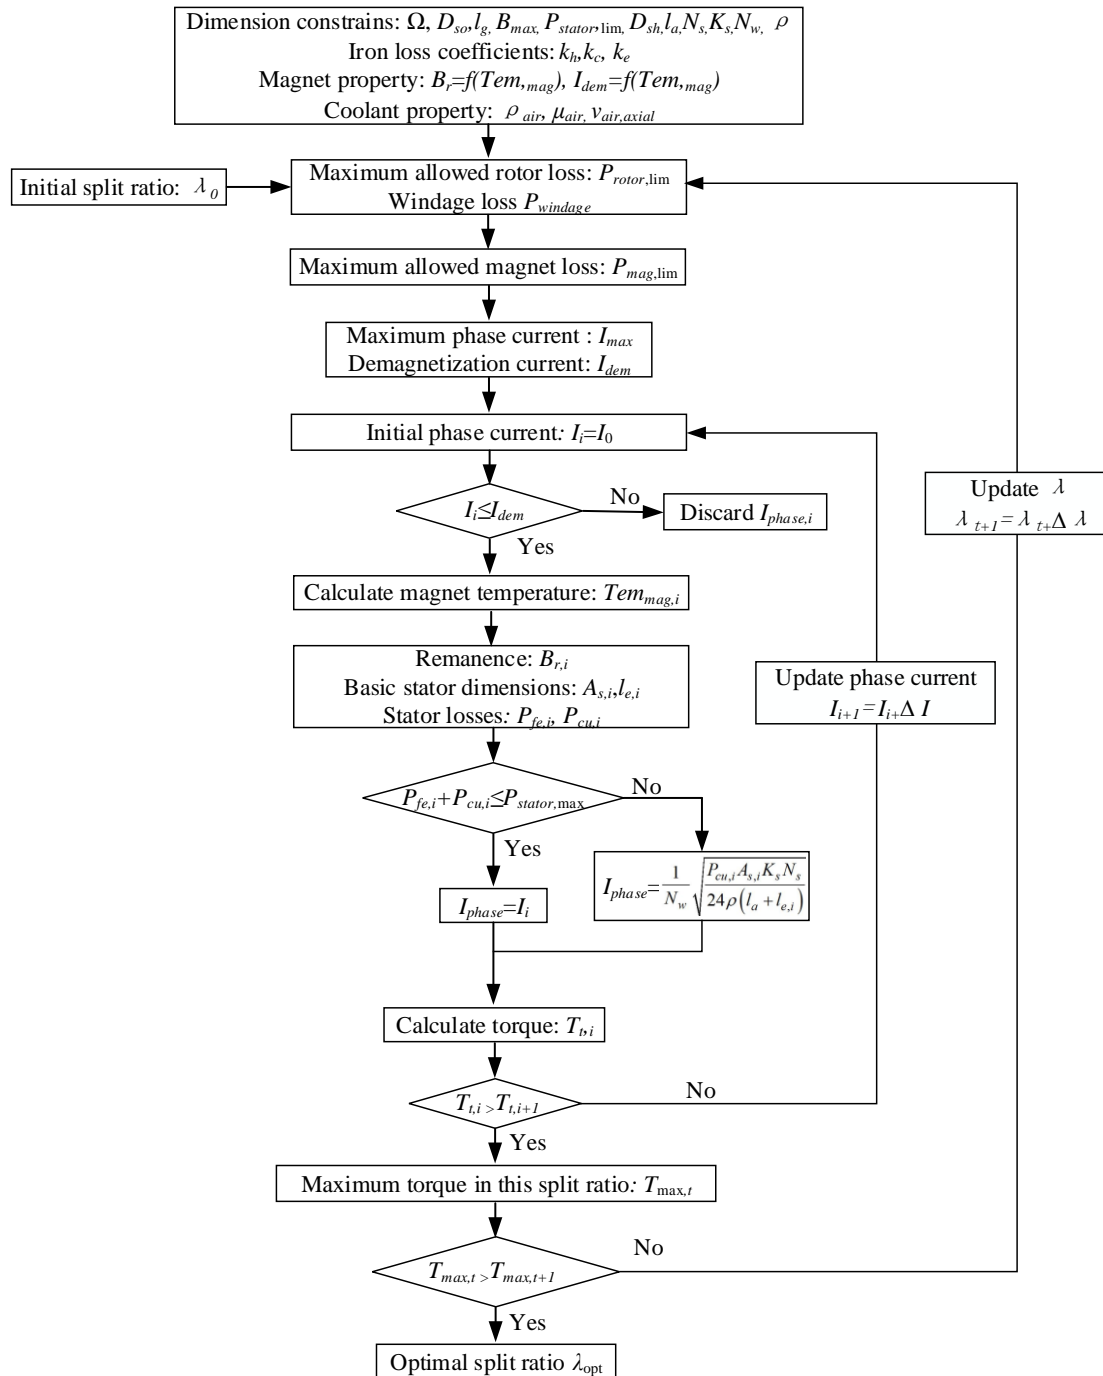 Dimension constrains: Ω, D_so, l_g, B_max, P_stator,lim, D_sh, l_a, N_s, K_s, N_w, ρ
Iron loss coefficients: k_h, k_c, k_e
Magnet property: B_r=f(Tem,_mag), I_dem=f(Tem,_mag)
Coolant property: ρ_air, μ_air, v_air,axial
Initial split ratio: λ_0
Maximum allowed rotor loss: P_rotor,lim
Windage loss P_windage
Maximum allowed magnet loss: P_mag,lim
Maximum phase current : I_max
Demagnetization current: I_dem
Initial phase current: I_i=I_0
I_i≤I_dem
No
Discard I_phase,i
Yes
Update λ
λ_t+1=λ_t+Δλ
Calculate magnet temperature: Tem_mag,i
Remanence: B_r,i
Basic stator dimensions: A_s,i, l_e,i
Stator losses: P_fe,i, P_cu,i
Update phase current
I_i+1=I_i+ΔI
P_fe,i+P_cu,i≤P_stator,max
No
Yes
I_phase=I_i
I_phase=1/N_w √(P_cu,i A_s,i K_s N_s / 24ρ(l_a+l_e,i))
Calculate torque: T_t,i
T_t,i>T_t,i+1
No
Yes
Maximum torque in this split ratio: T_max,t
T_max,t>T_max,t+1
No
Yes
Optimal split ratio λ_opt